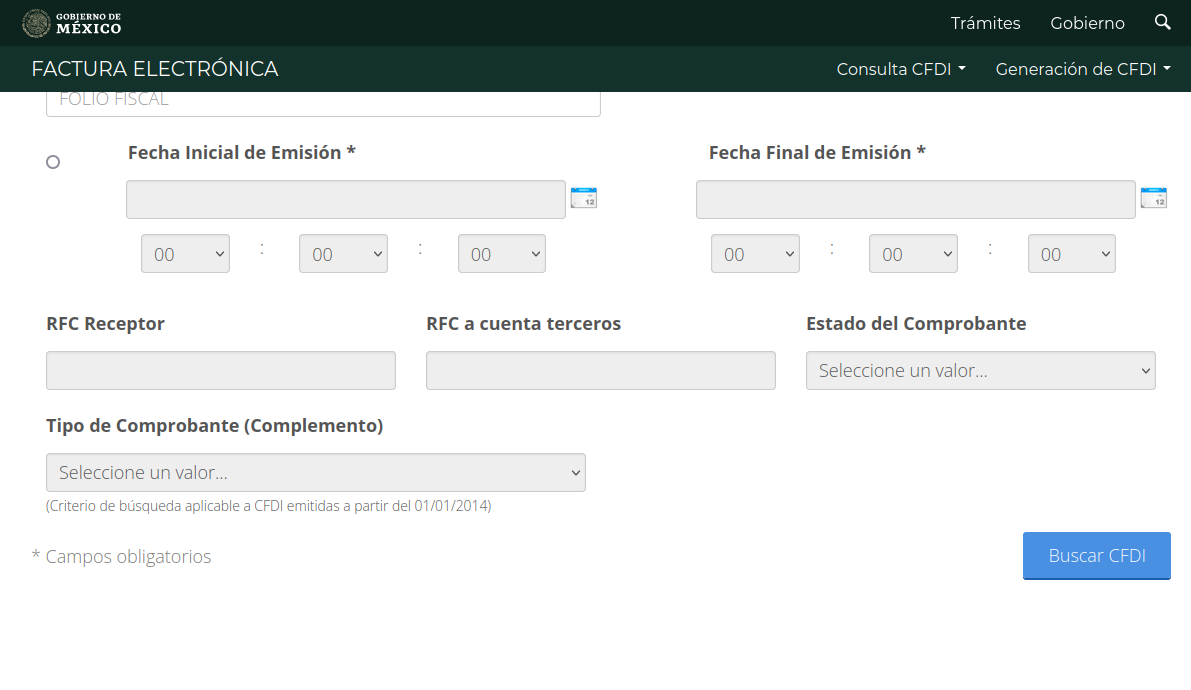 GOBIERNO DE
MÉXICO
Trámites
Gobierno
FACTURA ELECTRÓNICA
Consulta CFDI
Generación de CFDI
FOLIO FISCAL
Fecha Inicial de Emisión *
Fecha Final de Emisión *
12
12
00 : 00 : 00
00 : 00 : 00
RFC Receptor
RFC a cuenta terceros
Estado del Comprobante
Seleccione un valor...
Tipo de Comprobante (Complemento)
Seleccione un valor...
(Criterio de búsqueda aplicable a CFDI emitidas a partir del 01/01/2014)
* Campos obligatorios
Buscar CFDI